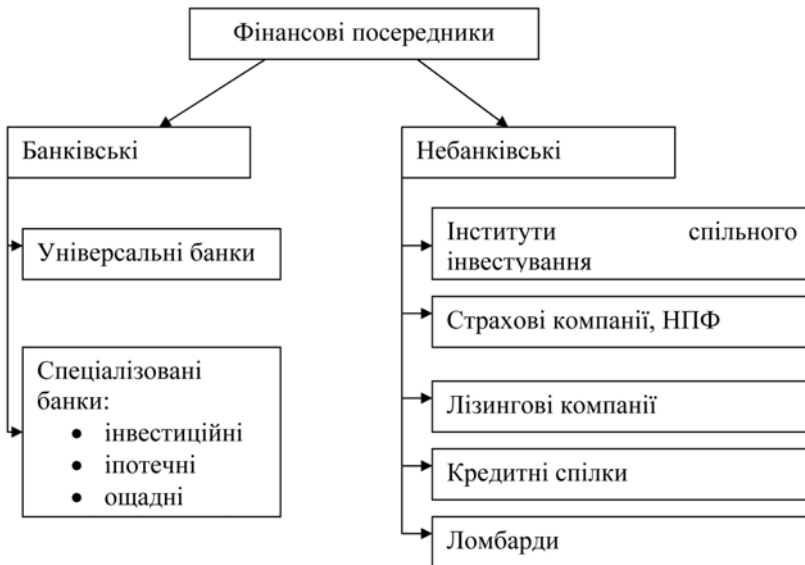 Фінансові посередники
Банківські
Універсальні банки
Спеціалізовані
банки:
• інвестиційні
• іпотечні
• ощадні
Небанківські
Інститути спільного
інвестування
Страхові компанії, НПФ
Лізингові компанії
Кредитні спілки
Ломбарди